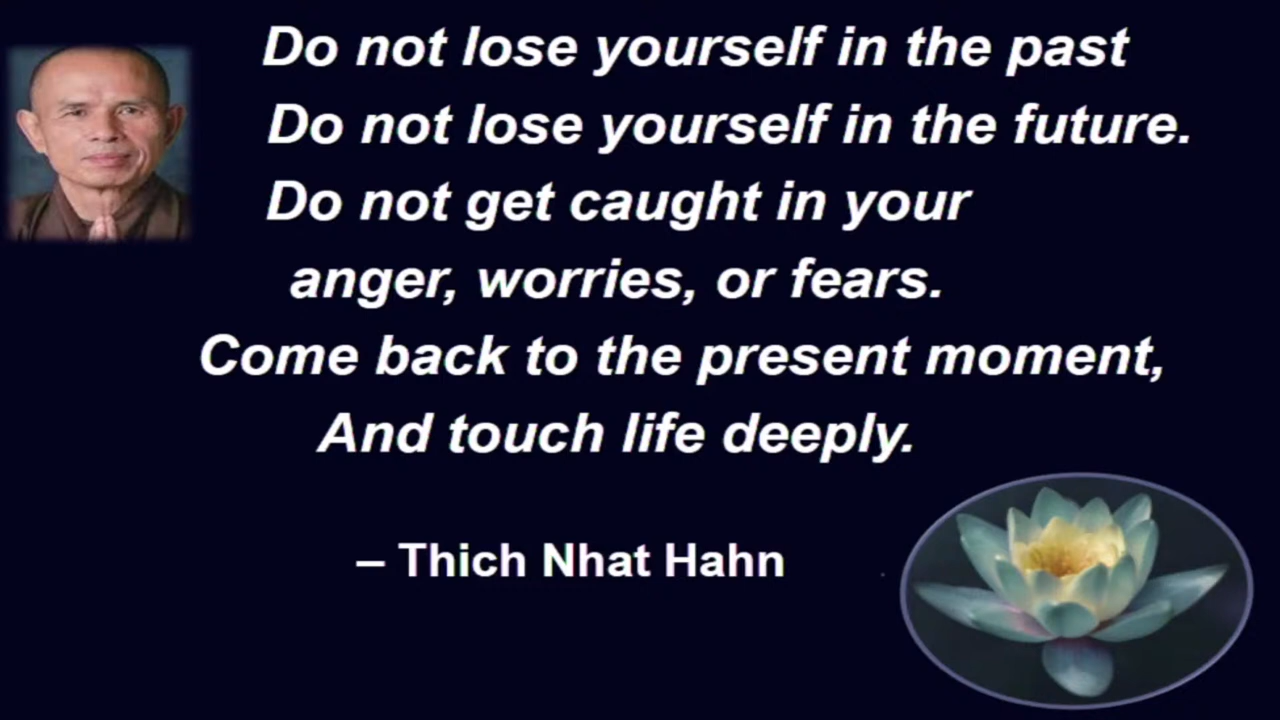 Do not lose yourself in the past
Do not lose yourself in the future.
Do not get caught in your
anger, worries, or fears.
Come back to the present moment,
And touch life deeply.
– Thich Nhat Hahn